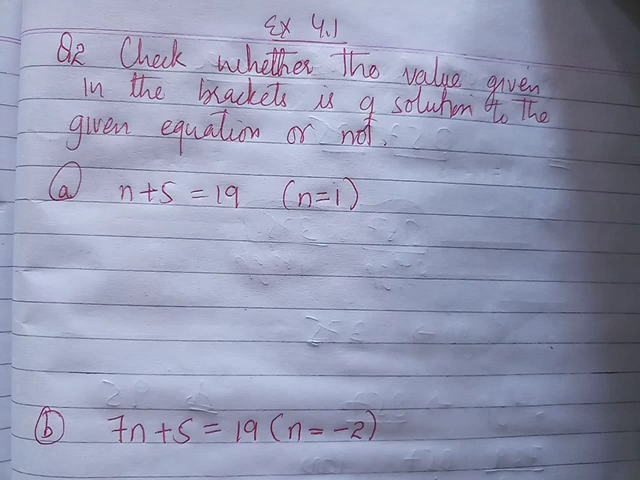 Ex 4.1
Q2 Check whether the value given
in the brackets is a solution to the
given equation or not.
(a) n+5 = 19 (n=1)
(b) 7n+5 = 19 (n= -2)